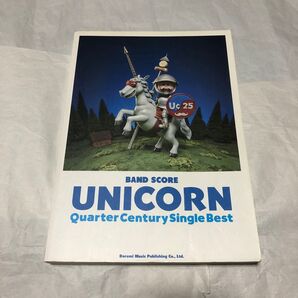 Uc 25
BAND SCORE
UNICORN
Quarter Century Single Best
Doremi Music Publishing Co., Ltd.